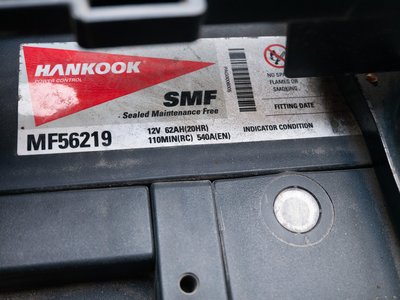 HANKOOK
POWER CONTROL
SMF
Sealed Maintenance Free
MF56219
12V 62AH(20HR)
110MIN(RC) 540A(EN)
INDICATOR CONDITION
NO SPARKS
FLAMES OR
SMOKING
FITTING DATE